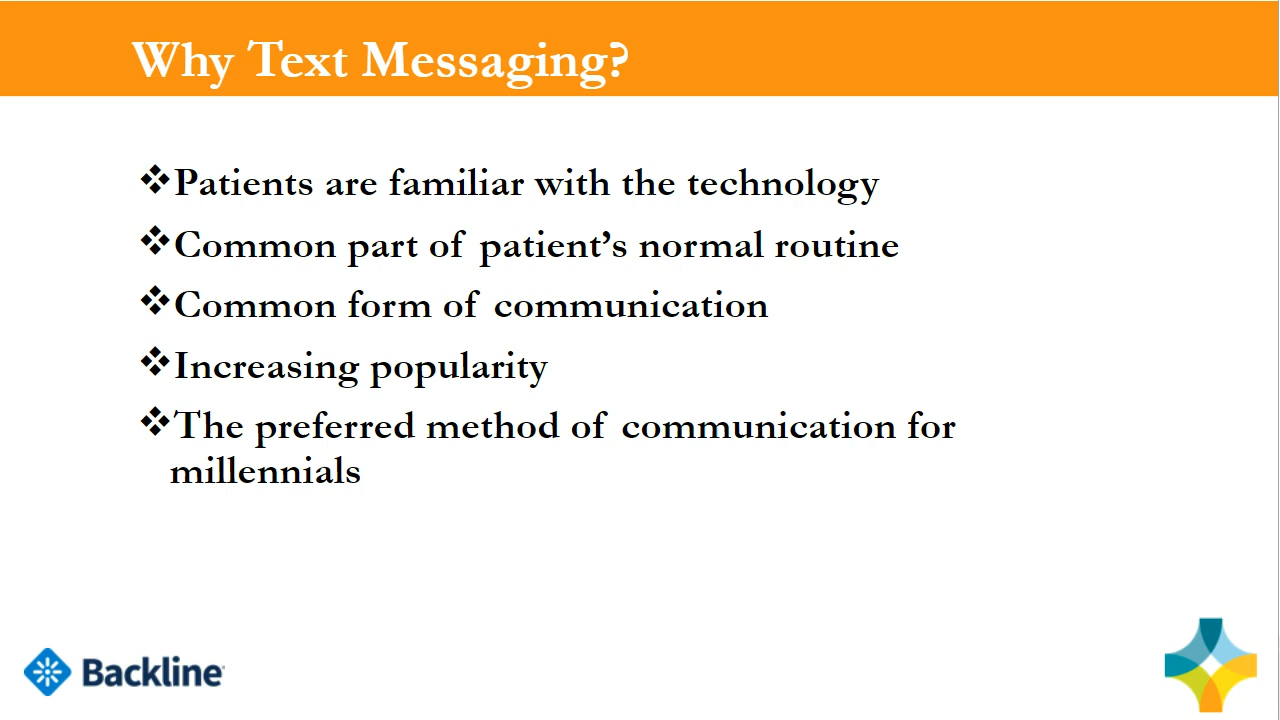 Why Text Messaging?
❖Patients are familiar with the technology
❖Common part of patient’s normal routine
❖Common form of communication
❖Increasing popularity
❖The preferred method of communication for
millennials
Backline